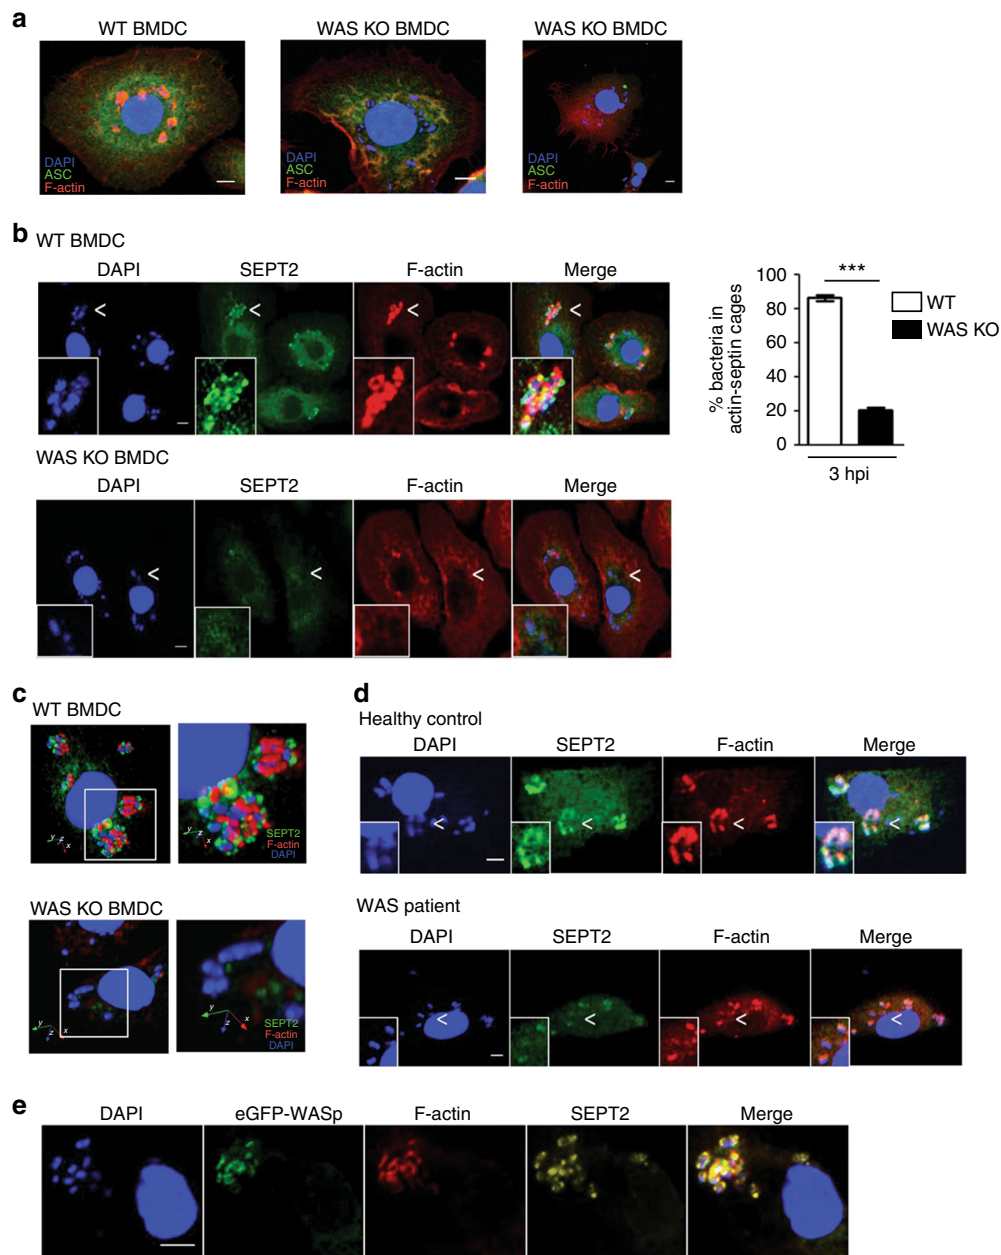 a
WT BMDC
WAS KO BMDC
WAS KO BMDC
DAPI
ASC
F-actin
DAPI
ASC
F-actin
DAPI
ASC
F-actin
b
WT BMDC
DAPI SEPT2 F-actin Merge
WAS KO BMDC
DAPI SEPT2 F-actin Merge
% bacteria in
actin-septin cages
100
80
60
40
20
0
***
3 hpi
WT
WAS KO
c
WT BMDC
y z x
SEPT2
F-actin
DAPI
WAS KO BMDC
y z x
y z x
SEPT2
F-actin
DAPI
d
Healthy control
DAPI SEPT2 F-actin Merge
WAS patient
DAPI SEPT2 F-actin Merge
e
DAPI eGFP-WASp F-actin SEPT2 Merge